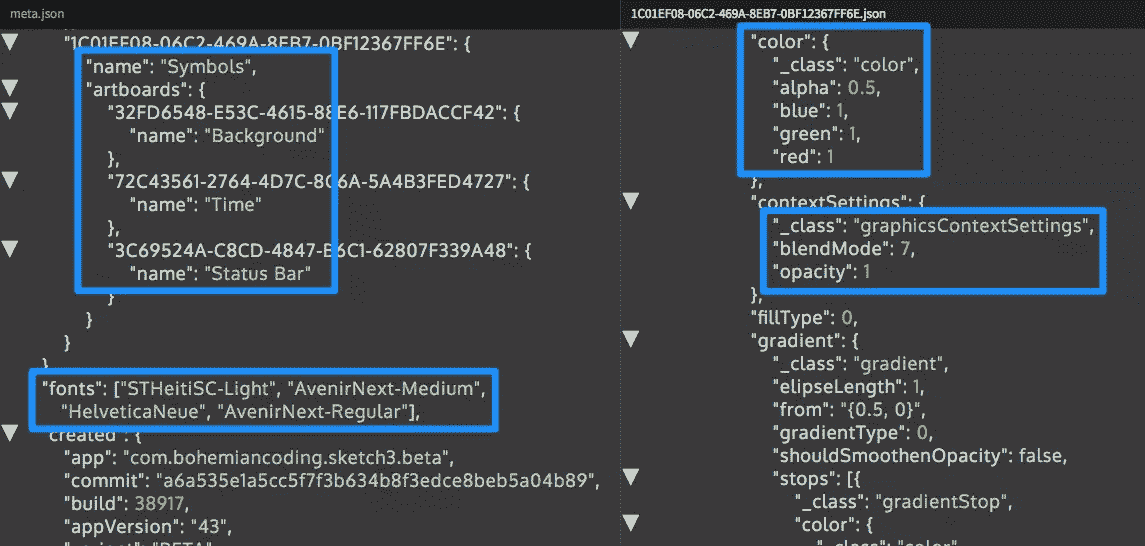 meta.json
"1C01EF08-06C2-469A-8EB7-0BF12367FF6E": {
"name": "Symbols",
"artboards": {
"32FD6548-E53C-4615-88E6-117FBDACCF42": {
"name": "Background"
},
"72C43561-2764-4D7C-8C6A-5A4B3FED4727": {
"name": "Time"
},
"3C69524A-C8CD-4847-B6C1-62807F339A48": {
"name": "Status Bar"
}
}
}
}
"fonts": ["STHeitiSC-Light", "AvenirNext-Medium",
"HelveticaNeue", "AvenirNext-Regular"],
"created": {
"app": "com.bohemiancoding.sketch3.beta",
"commit": "a6a535e1a5cc5f7f3b634b8f3edce8beb5a04b89",
"build": 38917,
"appVersion": "43",
1C01EF08-06C2-469A-8EB7-0BF12367FF6E.json
"color": {
"_class": "color",
"alpha": 0.5,
"blue": 1,
"green": 1,
"red": 1
},
"contextSettings": {
"_class": "graphicsContextSettings",
"blendMode": 7,
"opacity": 1
},
"fillType": 0,
"gradient": {
"_class": "gradient",
"elipseLength": 1,
"from": "{0.5, 0}",
"gradientType": 0,
"shouldSmoothenOpacity": false,
"stops": [{
"_class": "gradientStop",
"color": {
"_class": "color"